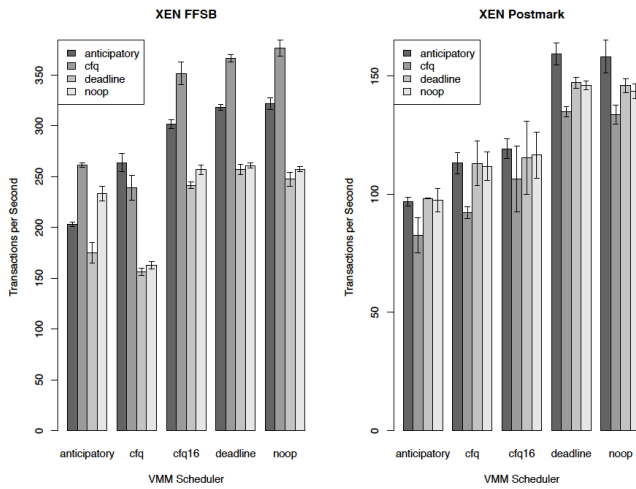 XEN FFSB
Transactions per Second
350
300
250
200
150
100
50
0
anticipatory
cfq
deadline
noop
anticipatory cfq cfq16 deadline noop
VMM Scheduler
XEN Postmark
Transactions per Second
150
100
50
0
anticipatory
cfq
deadline
noop
anticipatory cfq cfq16 deadline noop
VMM Scheduler